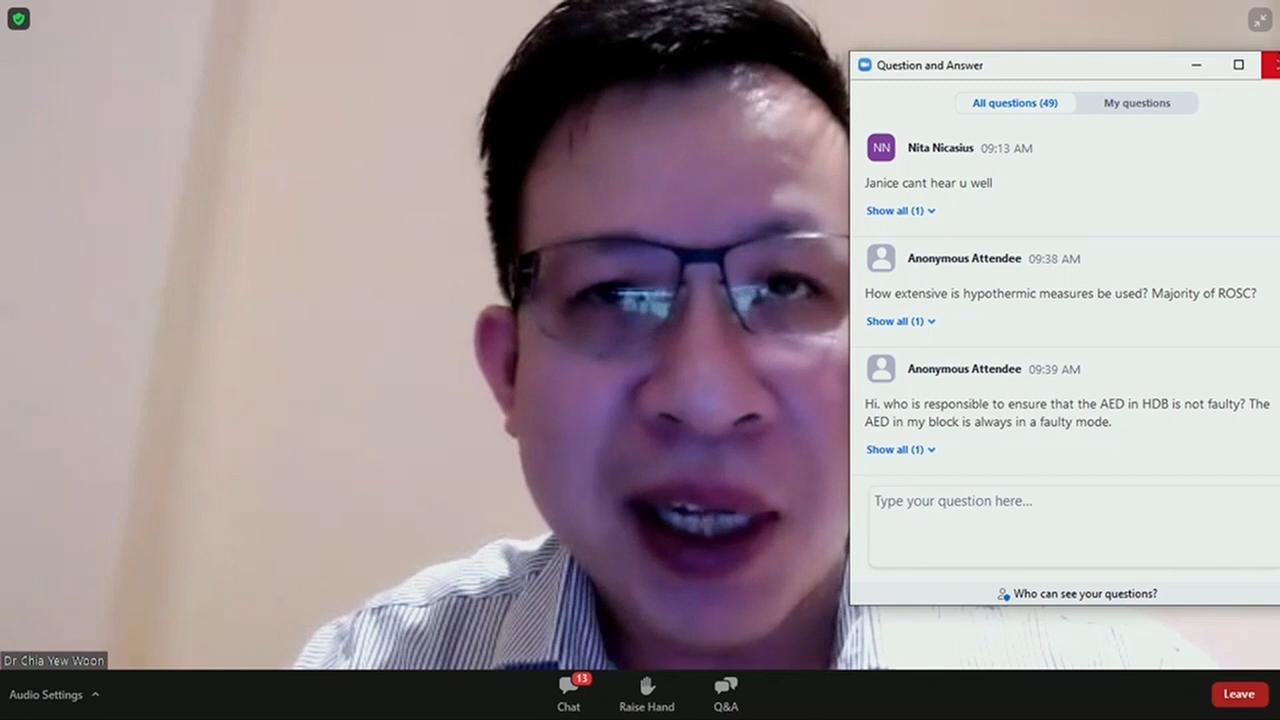 Question and Answer
All questions (49)
My questions
NN
Nita Nicasius 09:13 AM
Janice cant hear u well
Show all (1)
Anonymous Attendee 09:38 AM
How extensive is hypothermic measures be used? Majority of ROSC?
Show all (1)
Anonymous Attendee 09:39 AM
Hi. who is responsible to ensure that the AED in HDB is not faulty? The
AED in my block is always in a faulty mode.
Show all (1)
Type your question here...
Who can see your questions?
Dr Chia Yew Woon
Audio Settings
13
Chat
Raise Hand
Q&A
Leave